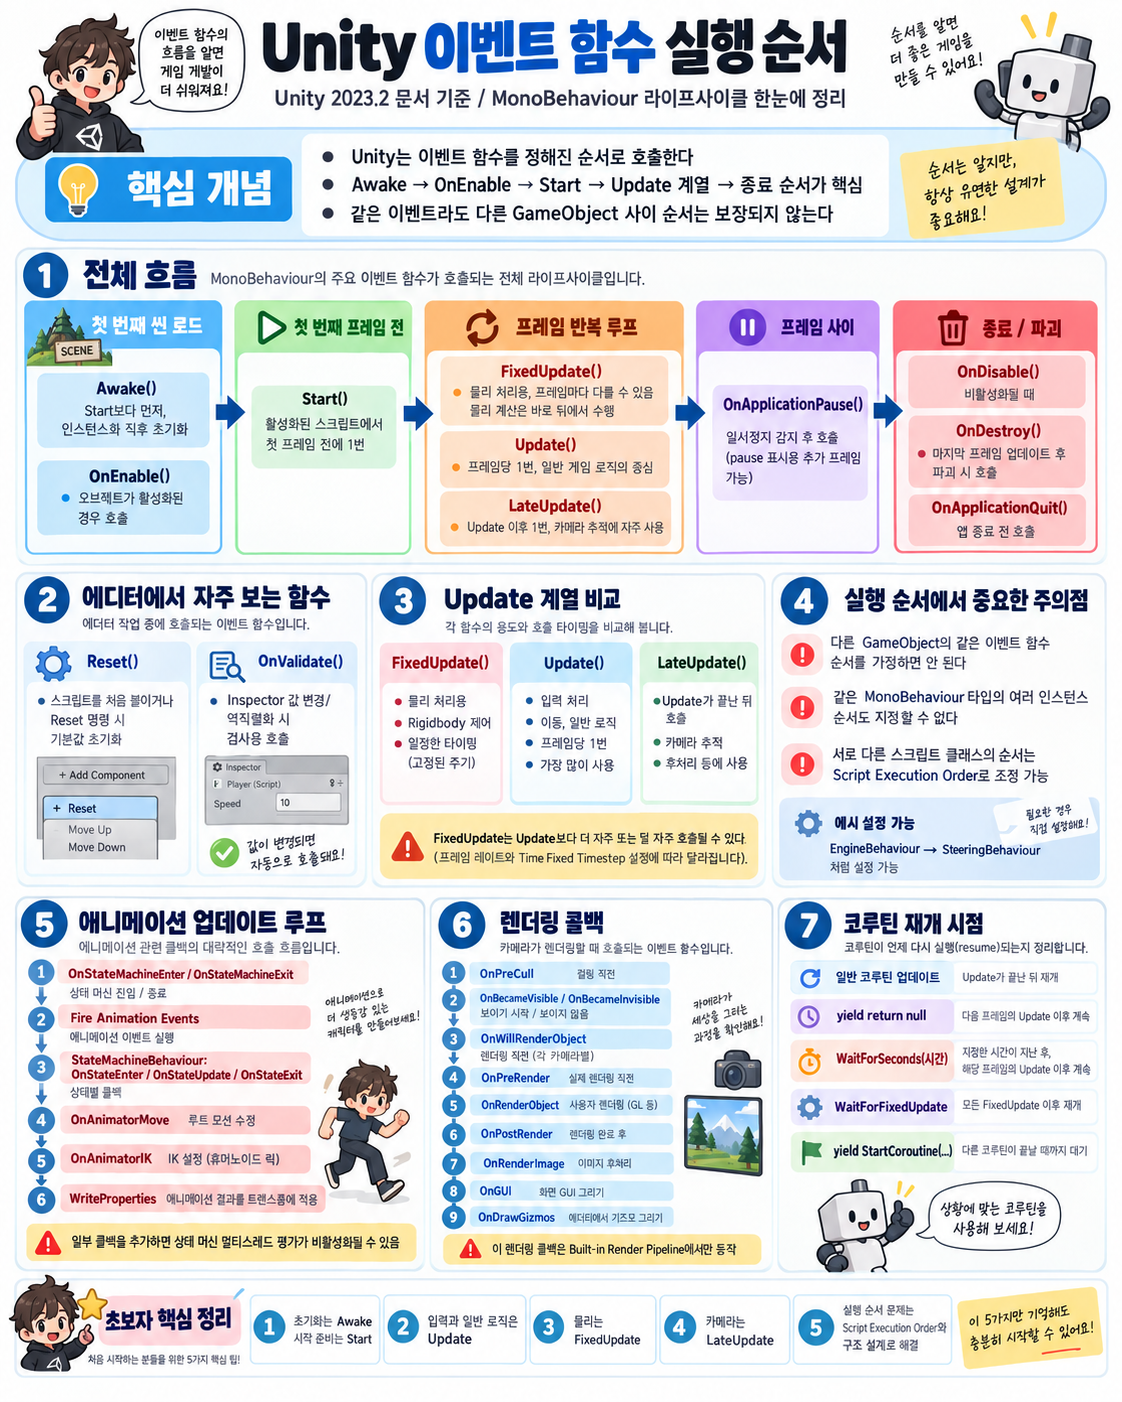 이벤트 함수의
흐름을 알면
게임 개발이
더 쉬워져요!
Unity 이벤트 함수 실행 순서
Unity 2023.2 문서 기준 / MonoBehaviour 라이프사이클 한눈에 정리
순서를 알면
더 좋은 게임을
만들 수 있어요!
핵심 개념
● Unity는 이벤트 함수를 정해진 순서로 호출한다
● Awake → OnEnable → Start → Update 계열 → 종료 순서가 핵심
● 같은 이벤트라도 다른 GameObject 사이 순서는 보장되지 않는다
순서는 알지만,
항상 유연한 설계가
중요해요!
1 전체 흐름 MonoBehaviour의 주요 이벤트 함수가 호출되는 전체 라이프사이클입니다.
SCENE
첫 번째 씬 로드
Awake()
Start보다 먼저,
인스턴스화 직후 초기화
OnEnable()
● 오브젝트가 활성화된
경우 호출
첫 번째 프레임 전
Start()
활성화된 스크립트에서
첫 프레임 전에 1번
프레임 반복 루프
FixedUpdate()
● 물리 처리용, 프레임마다 다를 수 있음
물리 계산은 바로 뒤에서 수행
Update()
● 프레임당 1번, 일반 게임 로직의 중심
LateUpdate()
● Update 이후 1번, 카메라 추적에 자주 사용
프레임 사이
OnApplicationPause()
일서정지 감지 후 호출
(pause 표시용 추가 프레임
가능)
종료 / 파괴
OnDisable()
비활성화될 때
OnDestroy()
● 마지막 프레임 업데이트 후
파괴 시 호출
OnApplicationQuit()
앱 종료 전 호출
2 에디터에서 자주 보는 함수
에더터 작업 중에 호출되는 이벤트 함수입니다.
Reset()
● 스크립트를 처음 붙이거나
Reset 명령 시
기본값 초기화
+ Add Component
+ Reset
Move Up
Move Down
OnValidate()
● Inspector 값 변경/
역직렬화 시
검사용 호출
Inspector
Player (Script)
Speed 10
값이 변경되면
자동으로 호출돼요!
3 Update 계열 비교
각 함수의 용도와 호출 타이밍을 비교해 봅니다.
FixedUpdate()
● 물리 처리용
● Rigidbody 제어
● 일정한 타이밍
(고정된 주기)
Update()
● 입력 처리
● 이동, 일반 로직
● 프레임당 1번
● 가장 많이 사용
LateUpdate()
● Update가 끝난 뒤
호출
● 카메라 추적
● 후처리 등에 사용
FixedUpdate는 Update보다 더 자주 또는 덜 자주 호출될 수 있다.
(프레임 레이트와 Time Fixed Timestep 설정에 따라 달라집니다).
4 실행 순서에서 중요한 주의점
다른 GameObject의 같은 이벤트 함수
순서를 가정하면 안 된다
같은 MonoBehaviour 타입의 여러 인스턴스
순서도 지정할 수 없다
서로 다른 스크립트 클래스의 순서는
Script Execution Order로 조정 가능
에시 설정 가능
필요한 경우
직접 설정해요!
EngineBehaviour → SteeringBehaviour
처럼 설정 가능
5 애니메이션 업데이트 루프
애니메이션 관련 콜백의 대략적인 호출 흐름입니다.
1 OnStateMachineEnter / OnStateMachineExit
상태 머신 진입 / 종료
2 Fire Animation Events
애니메이션 이벤트 실행
3 StateMachineBehaviour:
OnStateEnter / OnStateUpdate / OnStateExit
상태별 콜백
4 OnAnimatorMove 루트 모션 수정
5 OnAnimatorIK IK 설정 (휴머노이드 릭)
6 WriteProperties 애니메이션 결과를 트랜스폼에 적용
애니메이션으로
더 생동감 있는
캐릭터를 만들어보세요!
일부 콜백을 추가하면 상태 머신 멀티스레드 평가가 비활성화될 수 있음
6 렌더링 콜백
카메라가 렌더링할 때 호출되는 이벤트 함수입니다.
1 OnPreCull 컬링 직전
2 OnBecameVisible / OnBecameInvisible
보이기 시작 / 보이지 않음
3 OnWillRenderObject
렌더링 직전 (각 카메라별)
4 OnPreRender 실제 렌더링 직전
5 OnRenderObject 사용자 렌더링 (GL 등)
6 OnPostRender 렌더링 완료 후
7 OnRenderImage 이미지 후처리
8 OnGUI 화면 GUI 그리기
9 OnDrawGizmos 에더티에서 기즈모 그리기
카메라가
세상을 그리는
과정을 확인해요!
이 렌더링 콜백은 Built-in Render Pipeline에서만 동작
7 코루틴 재개 시점
코루틴이 언제 다시 실행(resume)되는지 정리합니다.
일반 코루틴 업데이트 Update가 끝난 뒤 재개
yield return null 다음 프레임의 Update 이후 계속
WaitForSeconds(시간) 지정한 시간이 지난 후,
해당 프레임의 Update 이후 계속
WaitForFixedUpdate 모든 FixedUpdate 이후 재개
yield StartCoroutine(...) 다른 코루틴이 끝날 때까지 대기
상황에 맞는 코루틴을
사용해 보세요!
초보자 핵심 정리
처음 시작하는 분들을 위한 5가지 핵심 팁!
1 초기화는 Awake
시작 준비는 Start
2 입력과 일반 로직은
Update
3 물리는
FixedUpdate
4 카메라는
LateUpdate
5 실행 순서 문제는
Script Execution Order와
구조 설계로 해결
이 5가지만 기억해도
충분히 시작할 수 있어요!